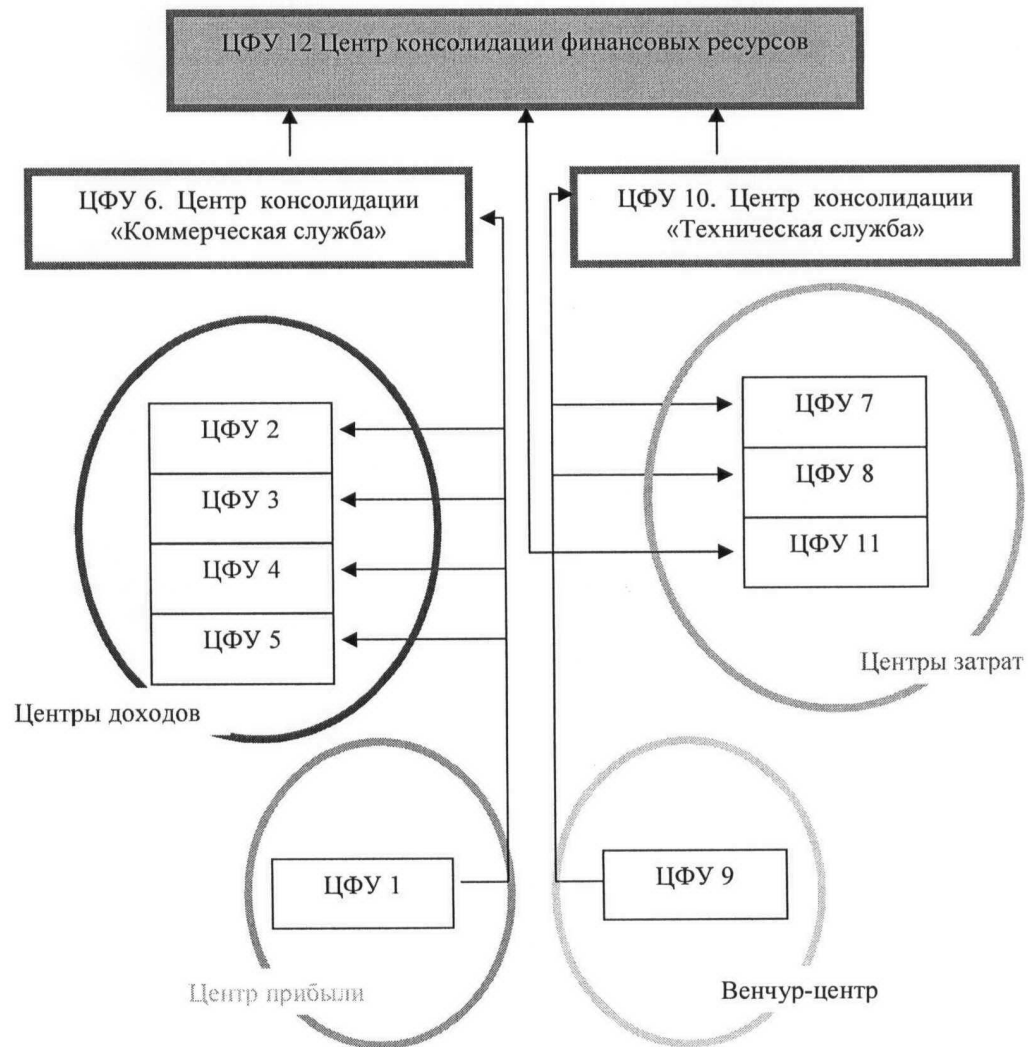 ЦФУ 12 Центр консолидации финансовых ресурсов
ЦФУ 6. Центр консолидации
«Коммерческая служба»
ЦФУ 10. Центр консолидации
«Техническая служба»
ЦФУ 2
ЦФУ 3
ЦФУ 4
ЦФУ 5
Центры доходов
ЦФУ 7
ЦФУ 8
ЦФУ 11
Центры затрат
ЦФУ 1
Центр прибыли
ЦФУ 9
Венчур-центр